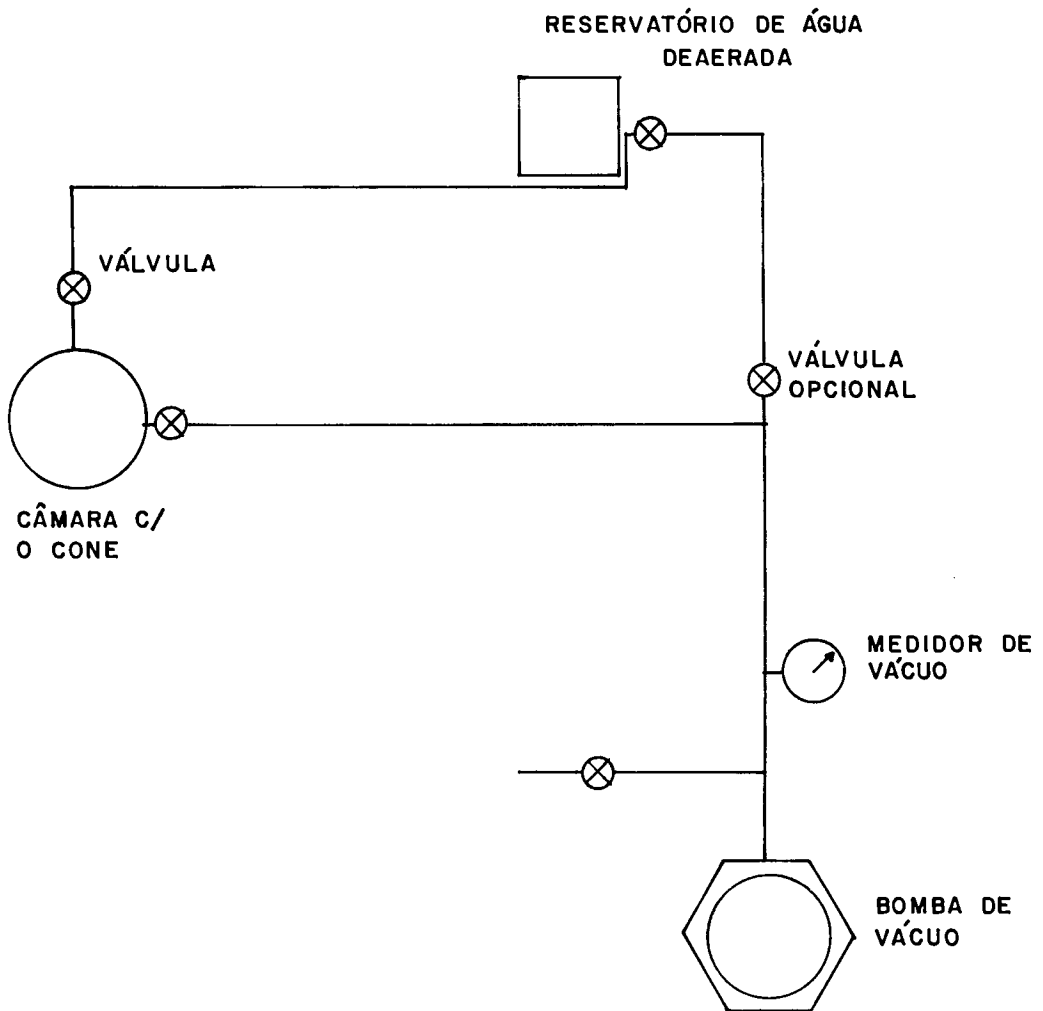 RESERVATÓRIO DE ÁGUA
DEAERADA
VÁLVULA
VÁLVULA
OPCIONAL
CÂMARA C/
O CONE
MEDIDOR DE
VÁCUO
BOMBA DE
VÁCUO